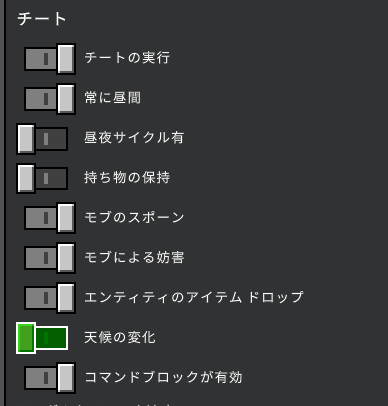 チート
チートの実行
常に昼間
昼夜サイクル有
持ち物の保持
モブのスポーン
モブによる妨害
エンティティのアイテム ドロップ
天候の変化
コマンドブロックが有効